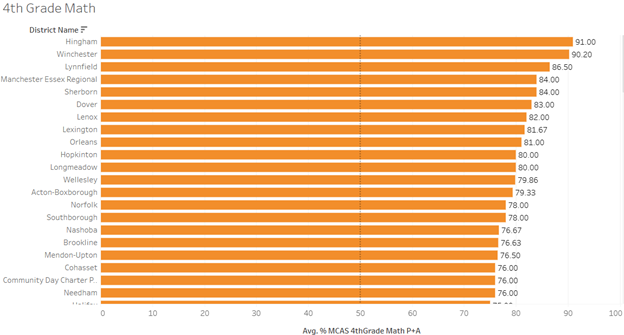 4th Grade Math
District Name
Hingham 91.00
Winchester 90.20
Lynnfield 86.50
Manchester Essex Regional 84.00
Sherborn 84.00
Dover 83.00
Lenox 82.00
Lexington 81.67
Orleans 81.00
Hopkinton 80.00
Longmeadow 80.00
Wellesley 79.86
Acton-Boxborough 79.33
Norfolk 78.00
Southborough 78.00
Nashoba 76.67
Brookline 76.63
Mendon-Upton 76.50
Cohasset 76.00
Community Day Charter P... 76.00
Needham 76.00
0 10 20 30 40 50 60 70 80 90 100
Avg. % MCAS 4thGrade Math P+A